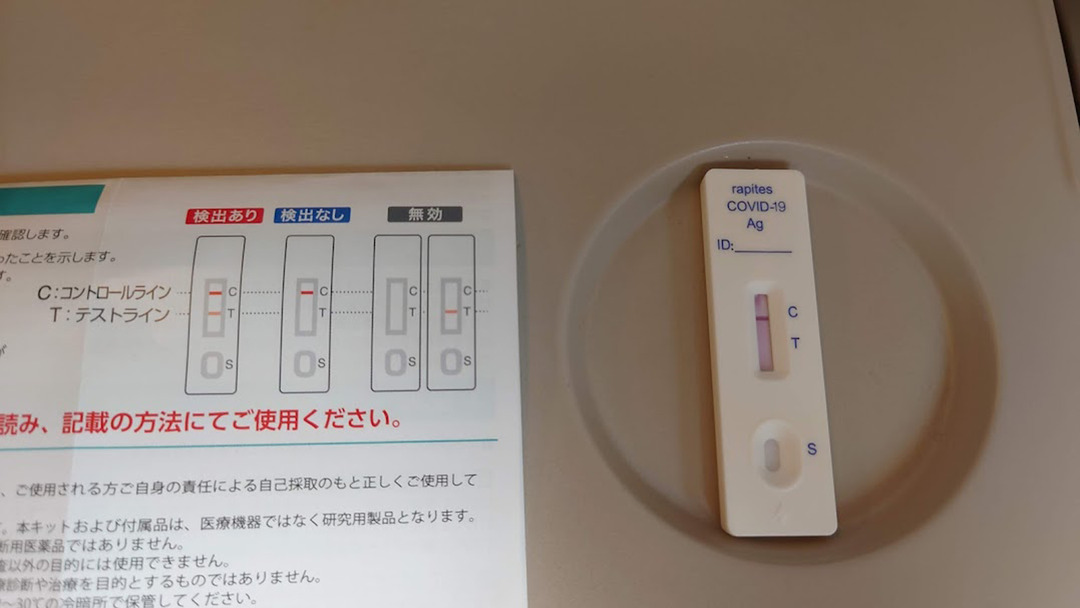 検出あり 検出なし 無効
確認します。
ったことを示します。
す。
C:コントロールライン
T:テストライン
C
T
S
C
T
S
C
T
S
C
T
S
が
読み、記載の方法にてご使用ください。
、ご使用される方ご自身の責任による自己採取のもと正しくご使用して
。本キットおよび付属品は、医療機器ではなく研究用製品となります。
断用医薬品ではありません。
査以外の目的には使用できません。
療診断や治療を目的とするものではありません。
~30℃の冷暗所で保管してください。
rapites
COVID-19
Ag
ID:
C
T
S